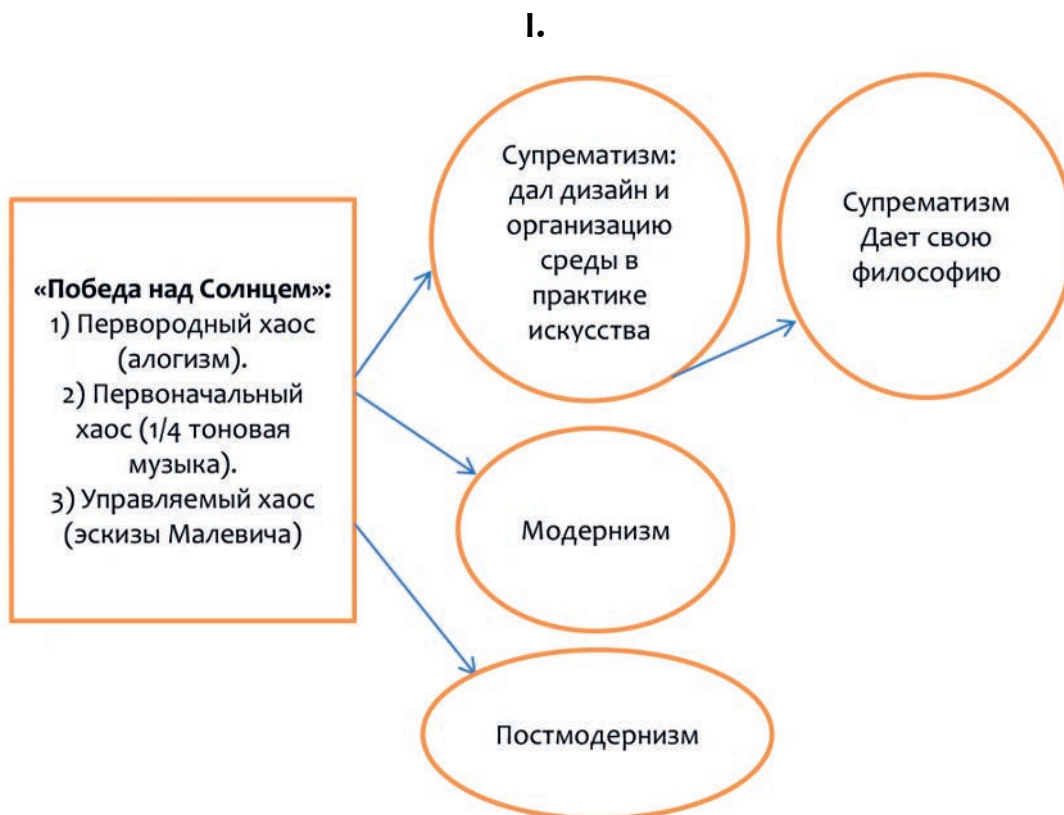 I.
Супрематизм:
дал дизайн и
организацию
среды в
практике
искусства
Супрематизм
Дает свою
философию
«Победа над Солнцем»:
1) Первородный хаос
(алогизм).
2) Первоначальный
хаос (1/4 тоновая
музыка).
3) Управляемый хаос
(эскизы Малевича)
Модернизм
Постмодернизм